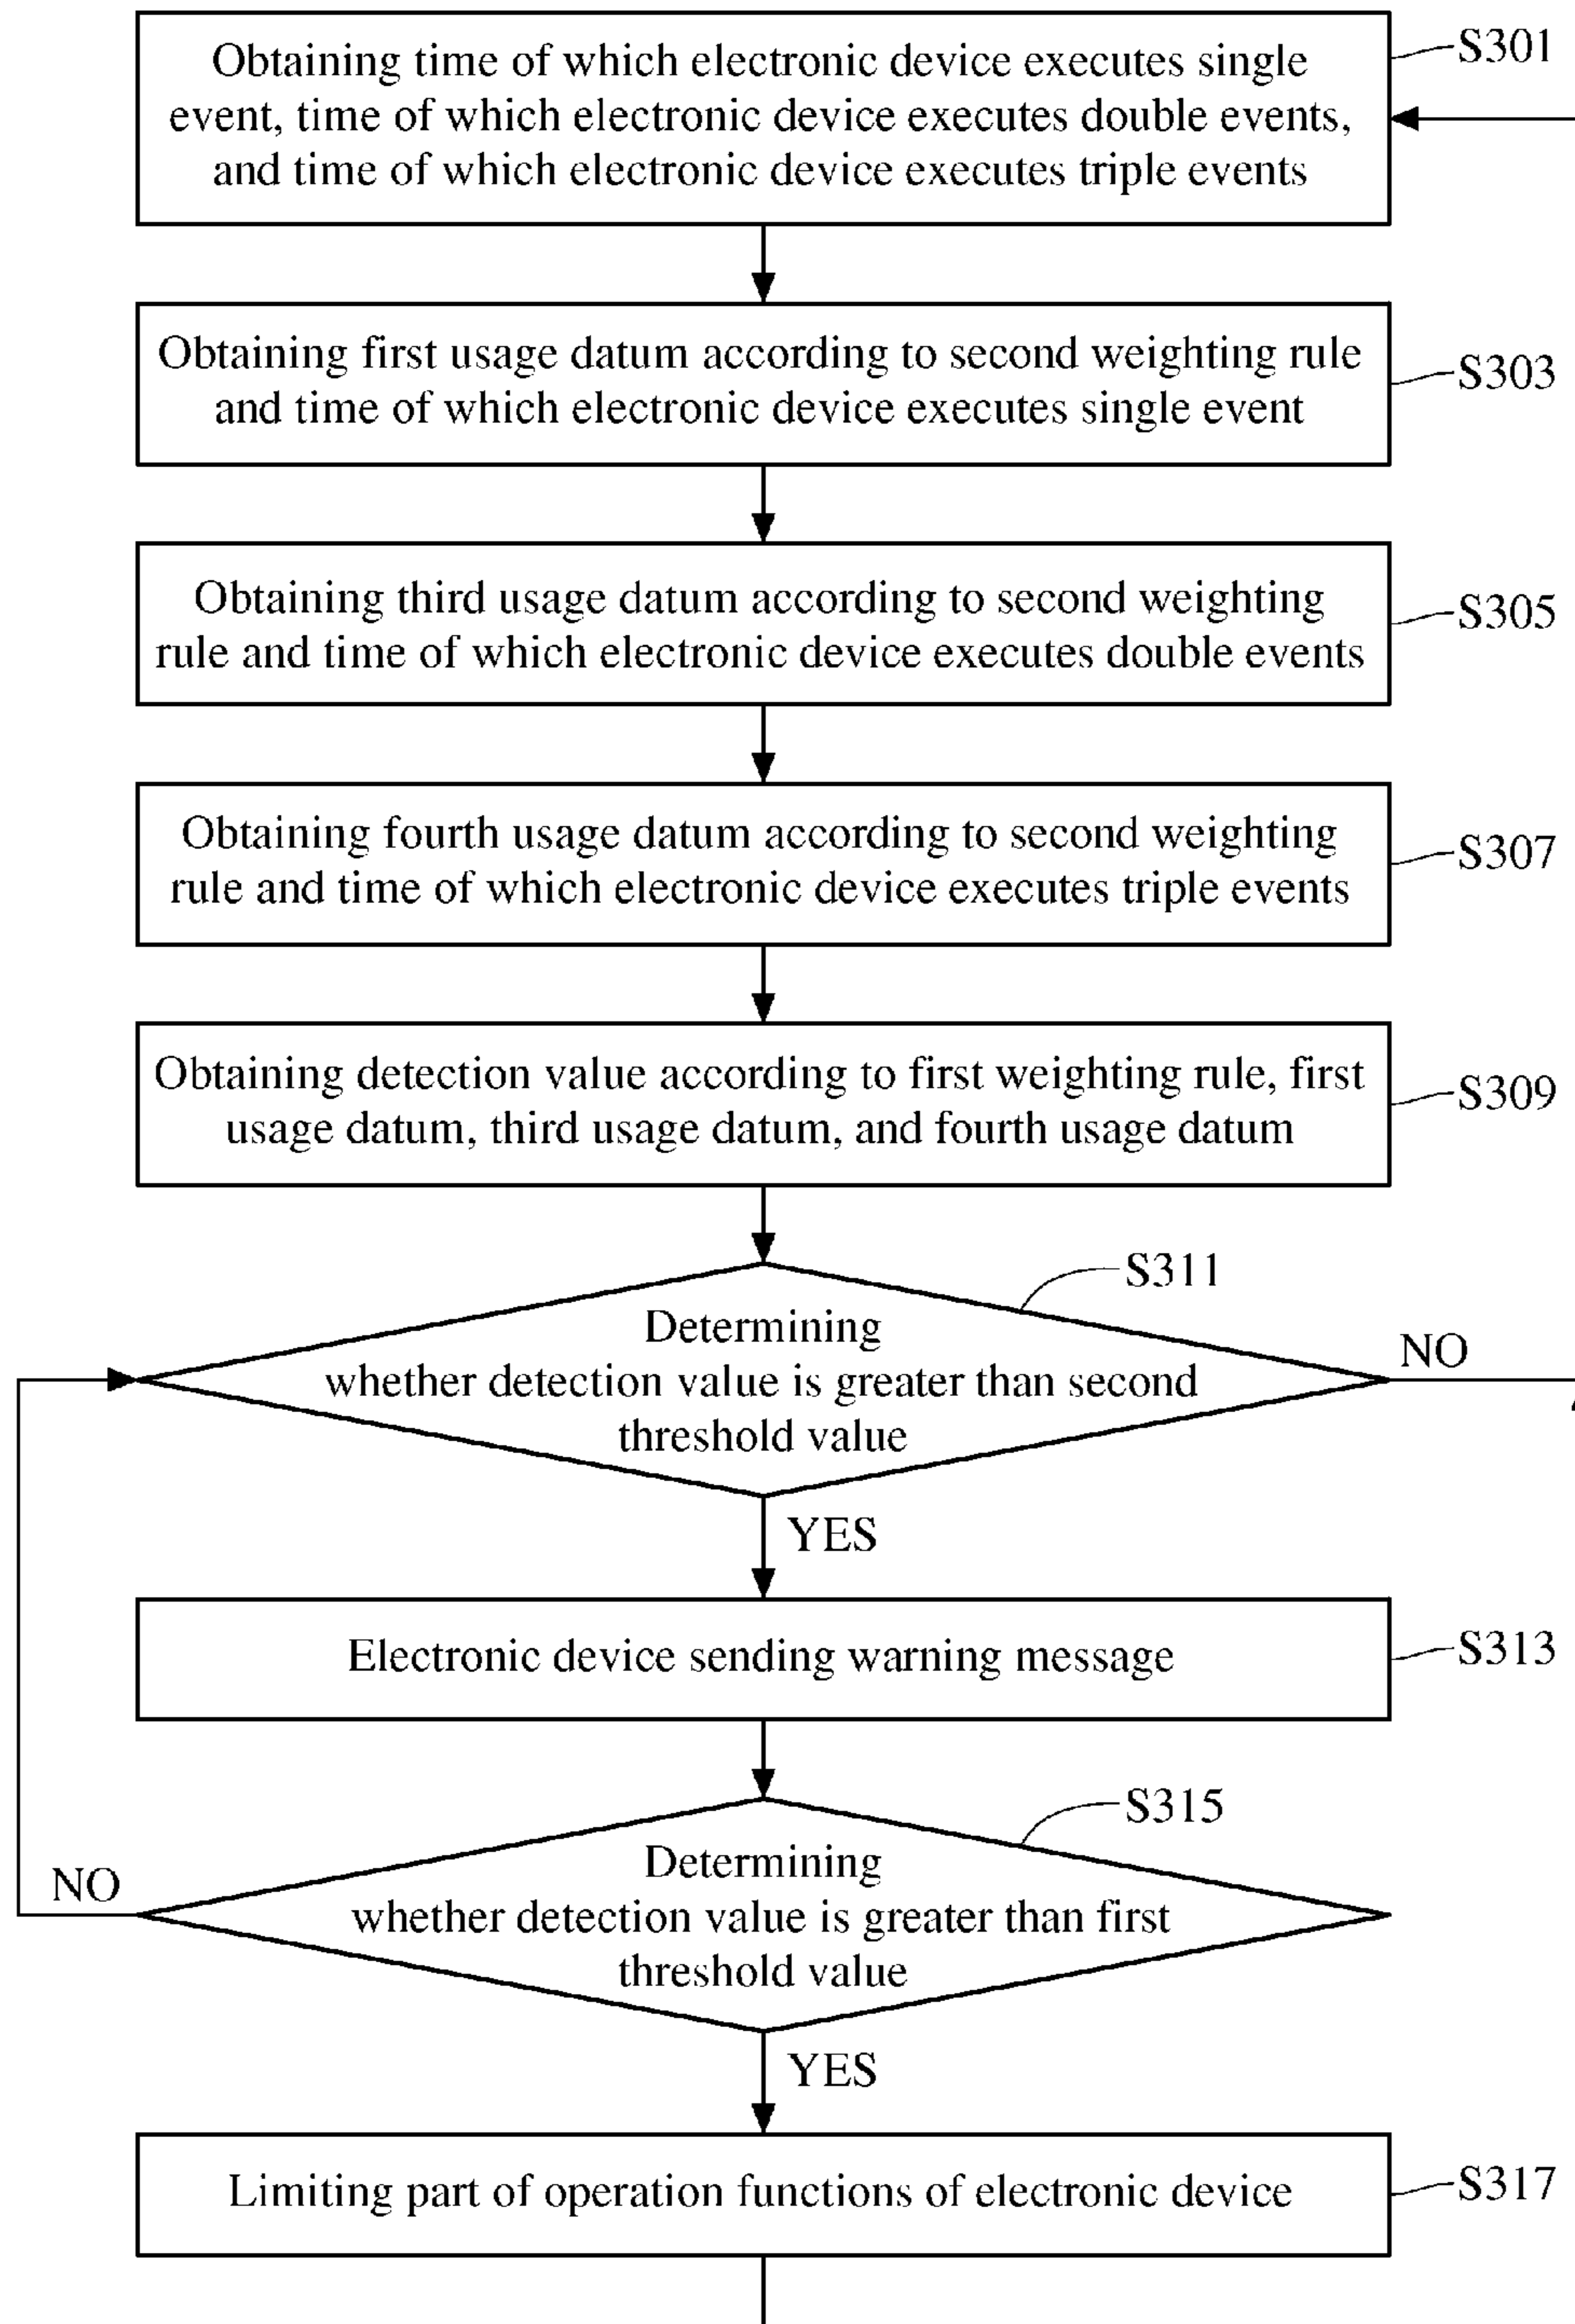 Obtaining time of which electronic device executes single
event, time of which electronic device executes double events,
and time of which electronic device executes triple events
S301
Obtaining first usage datum according to second weighting rule
and time of which electronic device executes single event
S303
Obtaining third usage datum according to second weighting
rule and time of which electronic device executes double events
S305
Obtaining fourth usage datum according to second weighting
rule and time of which electronic device executes triple events
S307
Obtaining detection value according to first weighting rule, first
usage datum, third usage datum, and fourth usage datum
S309
S311
Determining
whether detection value is greater than second
threshold value
NO
YES
Electronic device sending warning message
S313
S315
Determining
whether detection value is greater than first
threshold value
NO
YES
Limiting part of operation functions of electronic device
S317